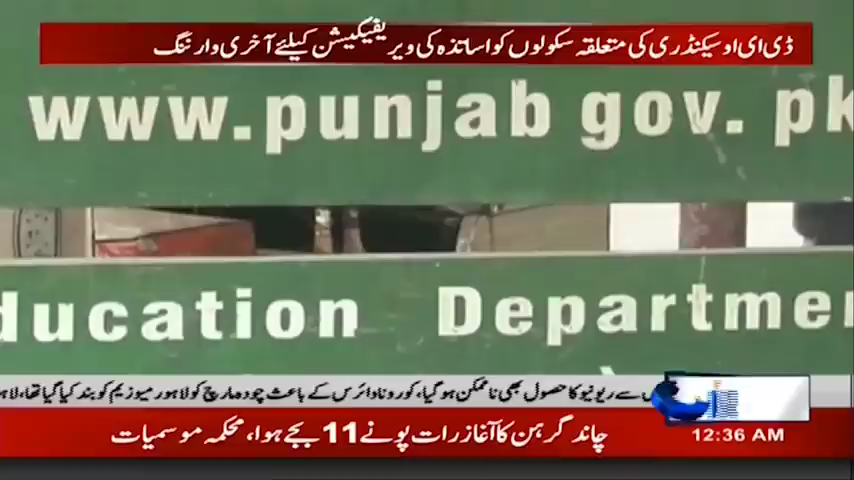 ڈی ای او سیکنڈری کی متعلقہ سکولوں کو اساتذہ کی ویریفیکیشن کیلئے آخری وارننگ
www.punjab.gov.pk
ducation Departme
سے ریونیو کا حصول بھی ناممکن ہو گیا، کورونا وائرس کے باعث چودہ مارچ کو لاہور میوزیم کو بند کیا گیا تھا،
چاند گرہن کا آغاز رات پونے 11 بجے ہوا، محکمہ موسمیات
12:36 AM